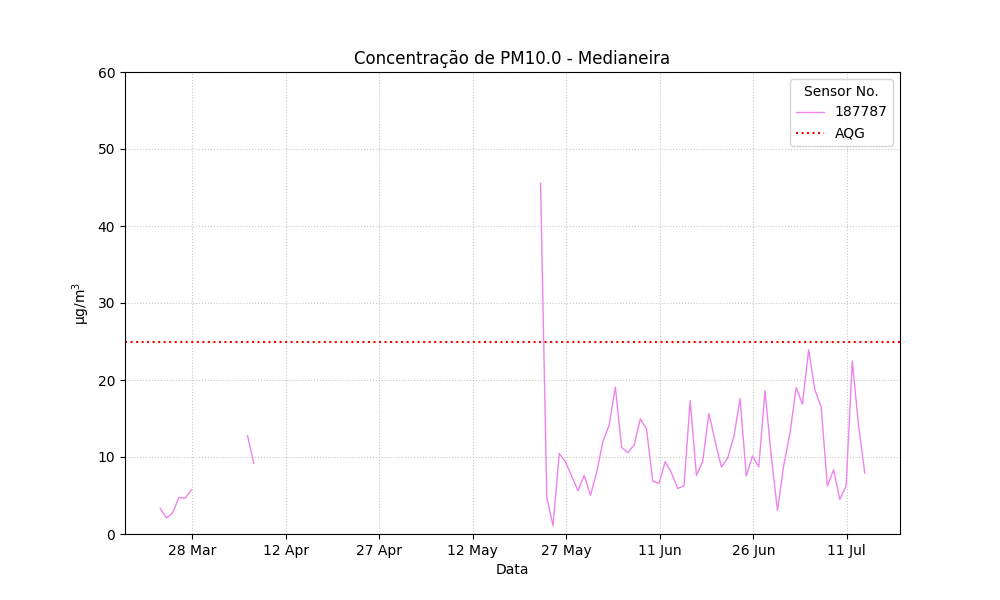 Concentração de PM10.0 - Medianeira
Sensor No.
187787
AQG
60
50
40
30
20
10
0
µg/m³
28 Mar
12 Apr
27 Apr
12 May
27 May
11 Jun
26 Jun
11 Jul
Data